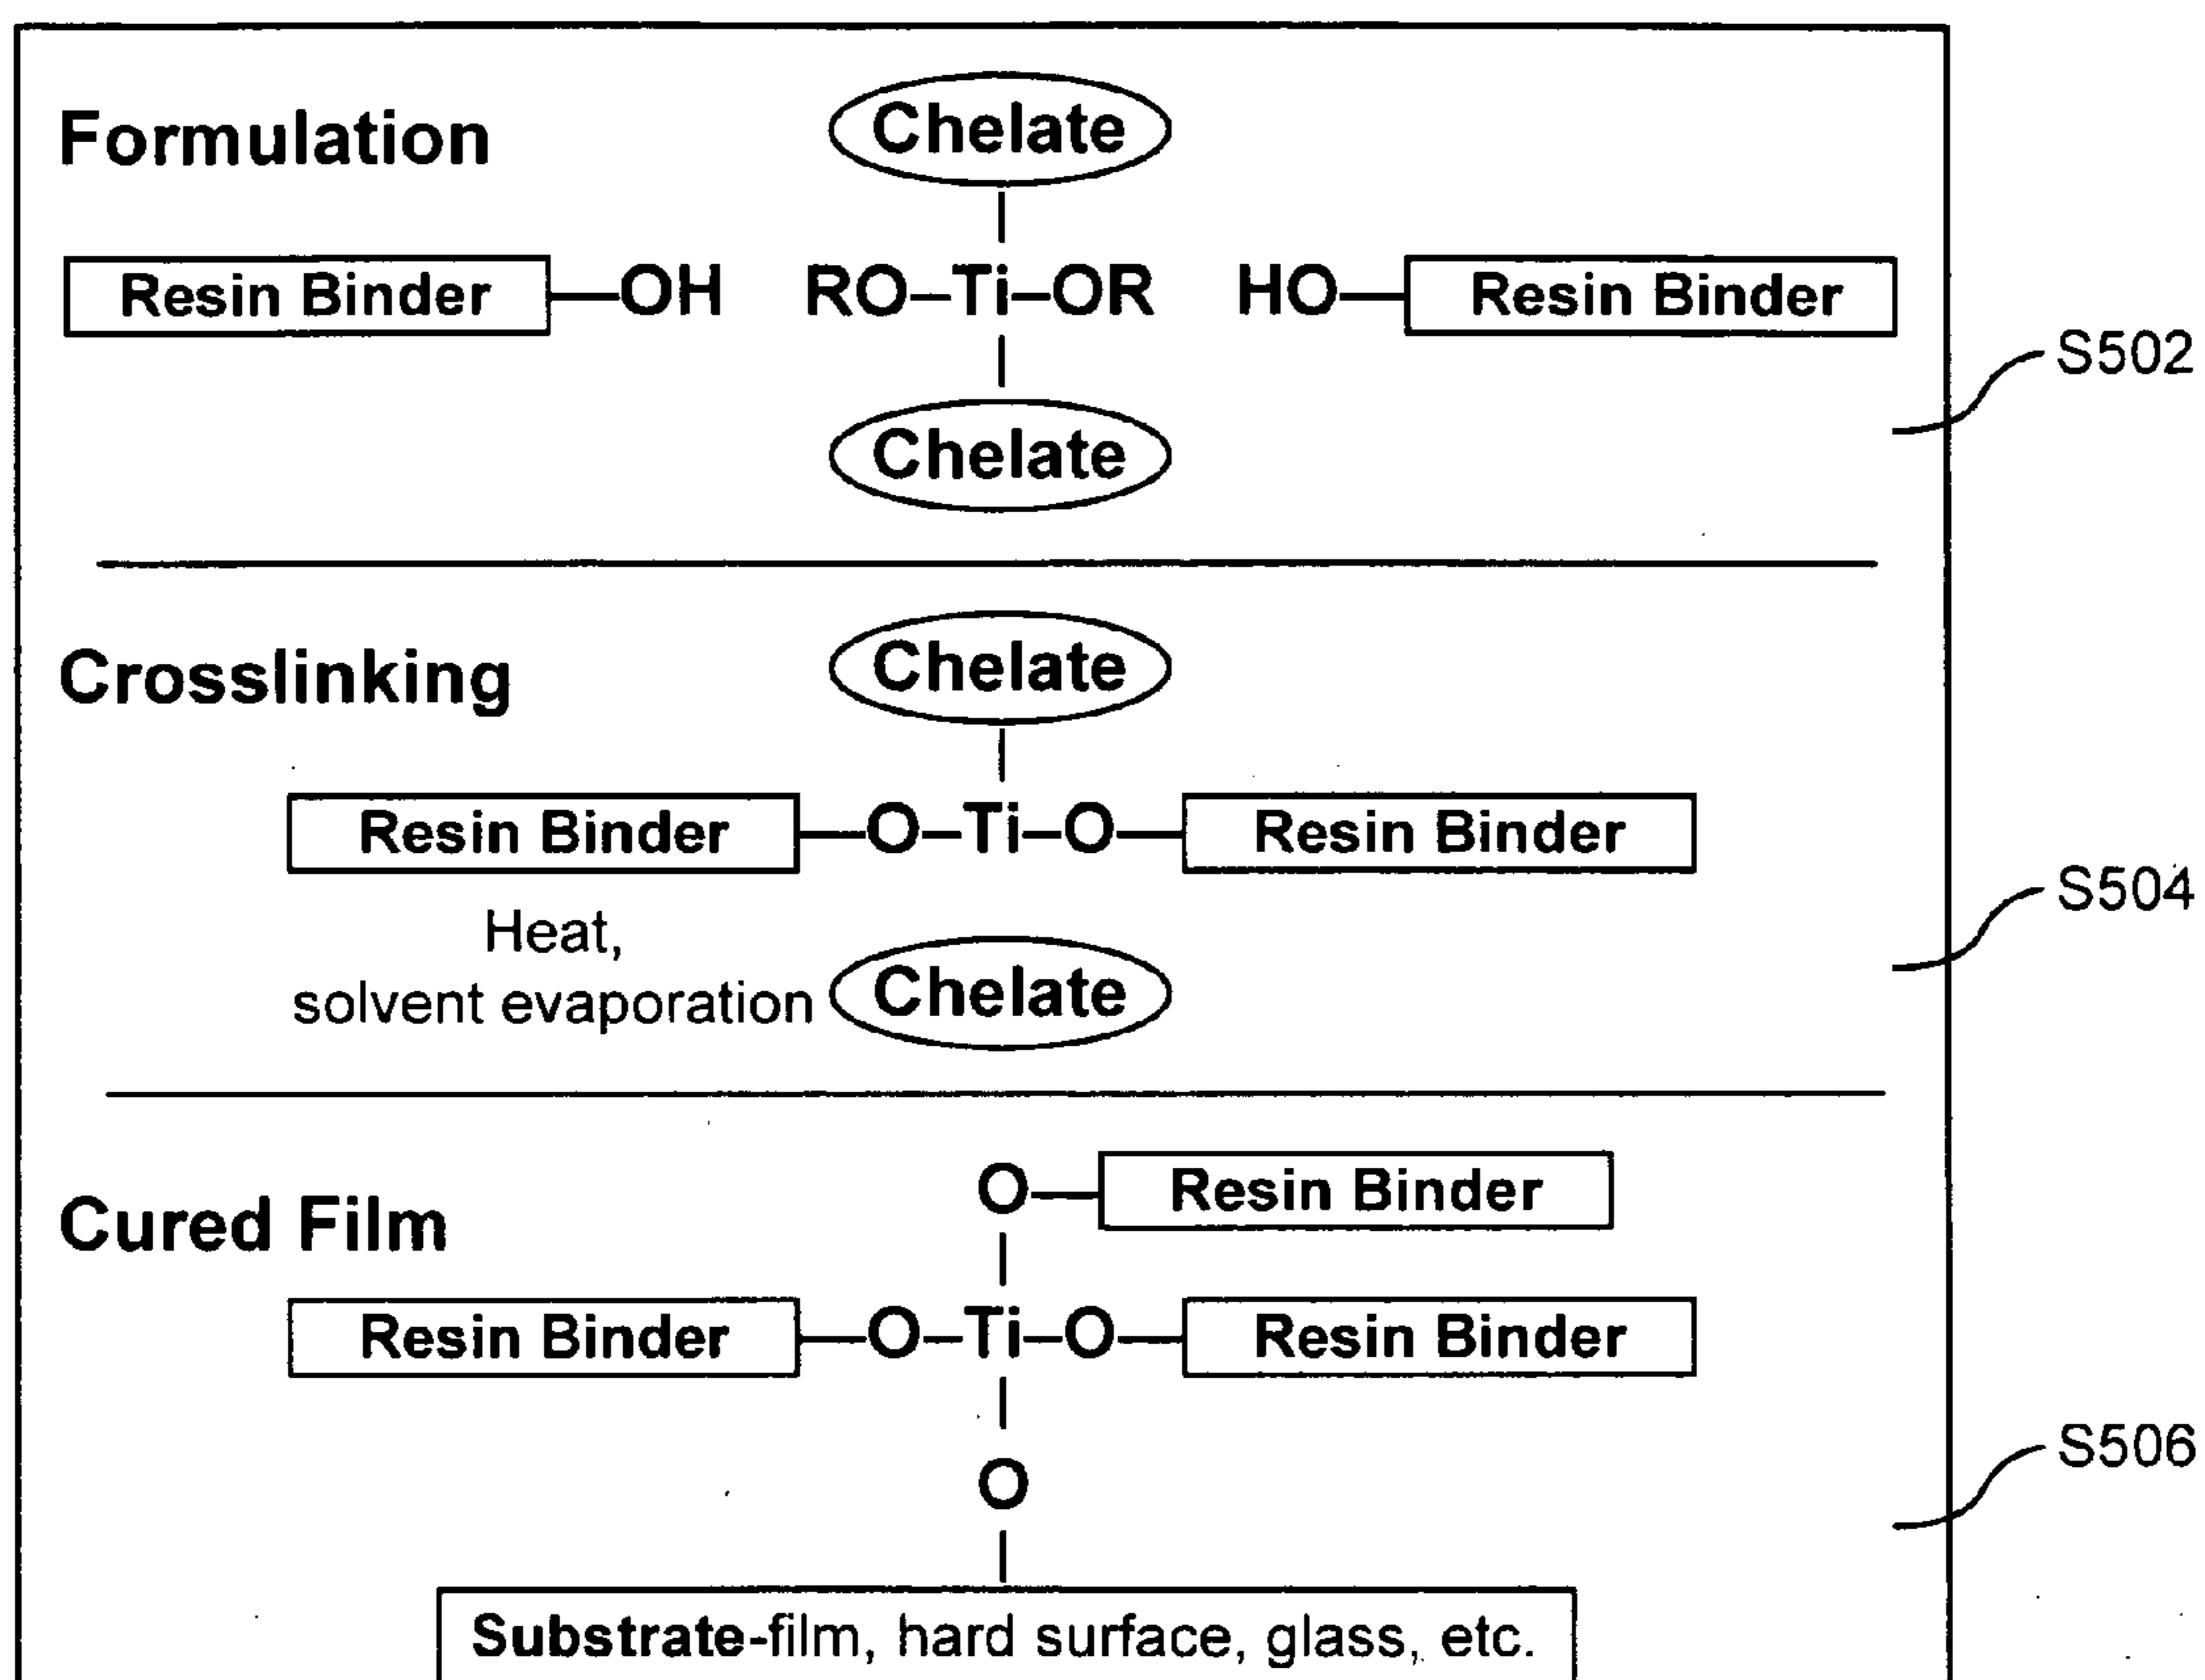 Formulation
Chelate
Resin Binder—OH RO–Ti–OR HO—Resin Binder
S502
Chelate
Crosslinking
Chelate
Resin Binder—O–Ti–O—Resin Binder
S504
Heat,
solvent evaporation
Chelate
Cured Film
O—Resin Binder
Resin Binder—O–Ti–O—Resin Binder
S506
O
Substrate-film, hard surface, glass, etc.